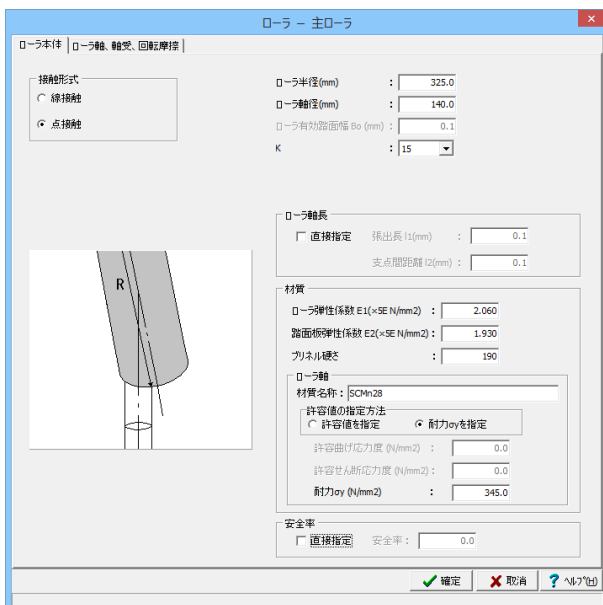 ローラ － 主ローラ
ローラ本体
ローラ軸、軸受、回転摩擦
接触形式
線接触
点接触
ローラ半径(mm) : 325.0
ローラ軸径(mm) : 140.0
ローラ有効踏面幅 Bo (mm) : 0.1
K : 15
ローラ軸長
直接指定 張出長 l1(mm) : 0.1
支点間距離 l2(mm) : 0.1
R
材質
ローラ弾性係数 E1(×5E N/mm2) : 2.060
踏面板弾性係数 E2(×5E N/mm2) : 1.930
ブリネル硬さ : 190
ローラ軸
材質名称 : SCMn28
許容値の指定方法
許容値を指定 耐力σyを指定
許容曲げ応力度 (N/mm2) : 0.0
許容せん断応力度 (N/mm2) : 0.0
耐力σy (N/mm2) : 345.0
安全率
直接指定 安全率 : 0.0
確定 取消 ? ヘルプ(H)